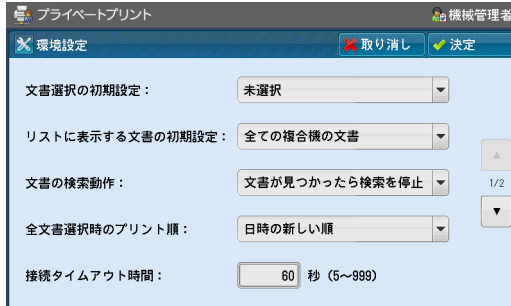 プライベートプリント
機械管理者
環境設定
取り消し
決定
文書選択の初期設定：
未選択
リストに表示する文書の初期設定：
全ての複合機の文書
文書の検索動作：
文書が見つかったら検索を停止
1/2
全文書選択時のプリント順：
日時の新しい順
接続タイムアウト時間：
60 秒 (5～999)